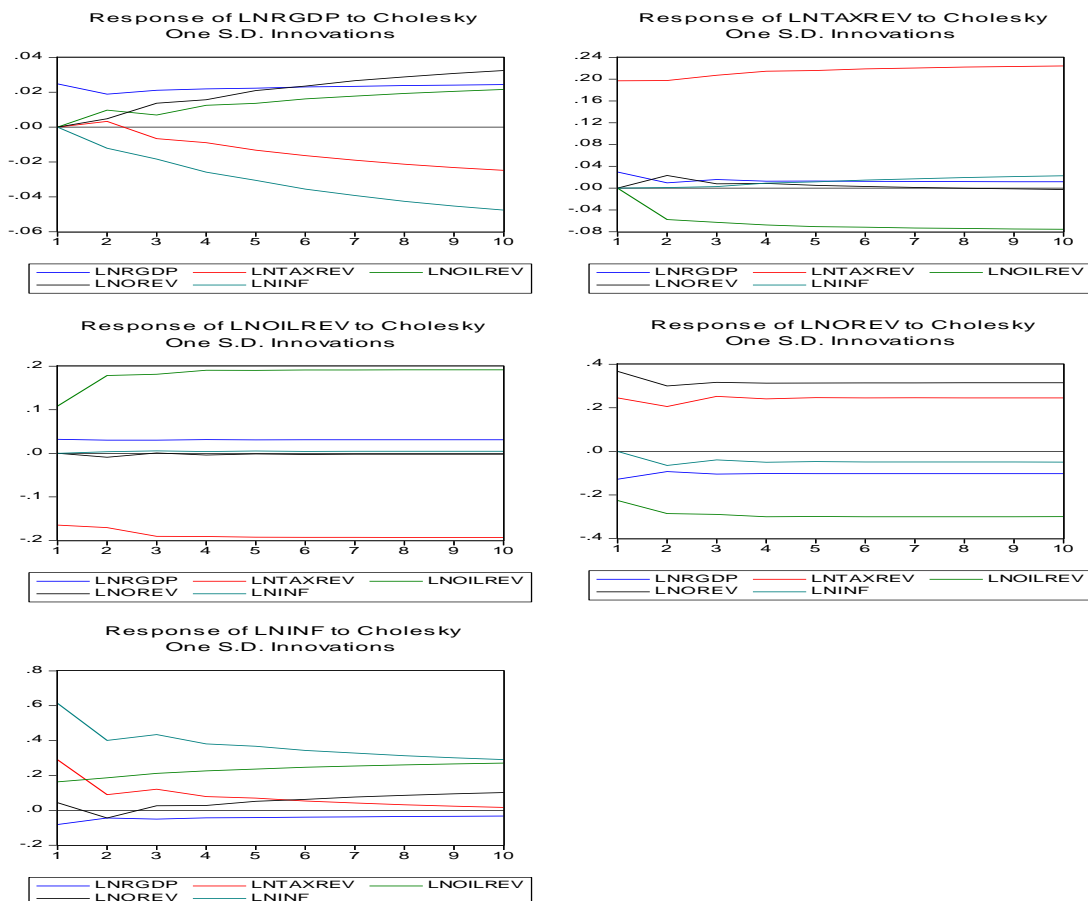 Response of LNRGDP to Cholesky
One S.D. Innovations
.04
.02
.00
-.02
-.04
-.06
1 2 3 4 5 6 7 8 9 10
LNRGDP LNTAXREV LNOILREV
LNOREV LNINF
Response of LNTAXREV to Cholesky
One S.D. Innovations
.24
.20
.16
.12
.08
.04
.00
-.04
-.08
1 2 3 4 5 6 7 8 9 10
LNRGDP LNTAXREV LNOILREV
LNOREV LNINF
Response of LNOILREV to Cholesky
One S.D. Innovations
.2
.1
.0
-.1
-.2
1 2 3 4 5 6 7 8 9 10
LNRGDP LNTAXREV LNOILREV
LNOREV LNINF
Response of LNOREV to Cholesky
One S.D. Innovations
.4
.2
.0
-.2
-.4
1 2 3 4 5 6 7 8 9 10
LNRGDP LNTAXREV LNOILREV
LNOREV LNINF
Response of LNINF to Cholesky
One S.D. Innovations
.8
.6
.4
.2
.0
-.2
1 2 3 4 5 6 7 8 9 10
LNRGDP LNTAXREV LNOILREV
LNOREV LNINF